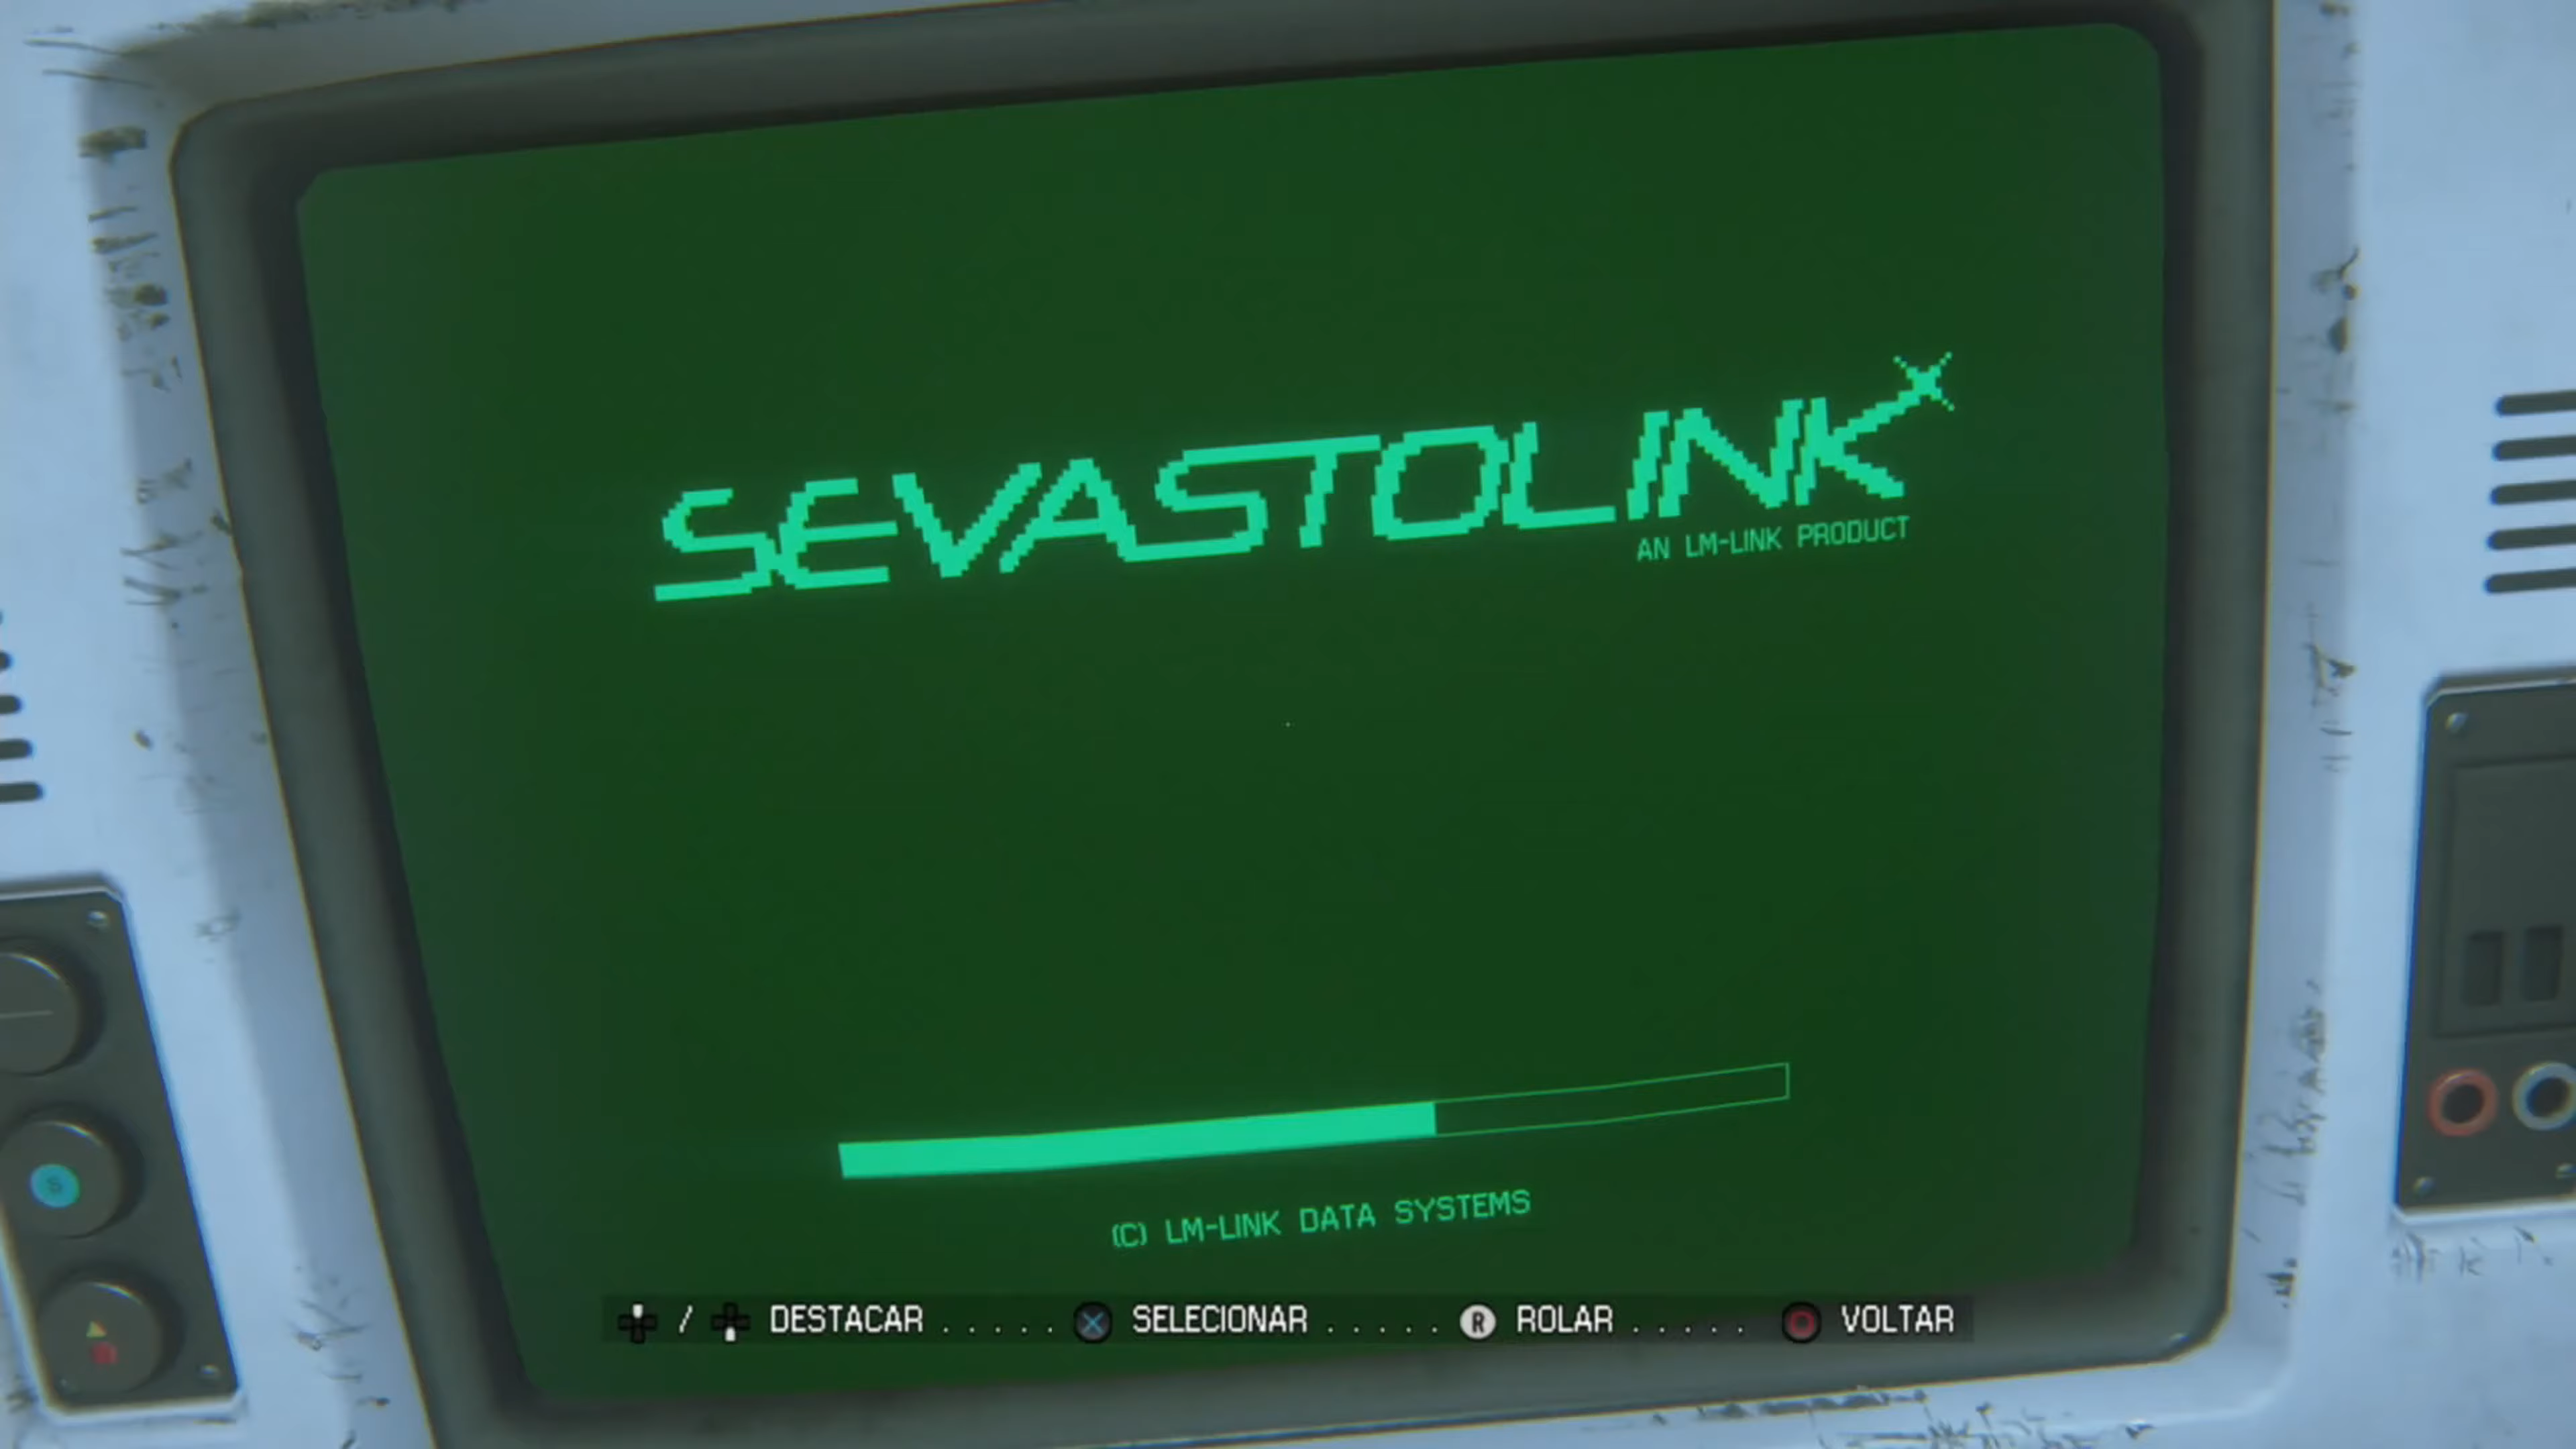 SEVASTOLINK
AN LM-LINK PRODUCT
(C) LM-LINK DATA SYSTEMS
/ DESTACAR ..... SELECIONAR ..... R ROLAR ..... VOLTAR
S